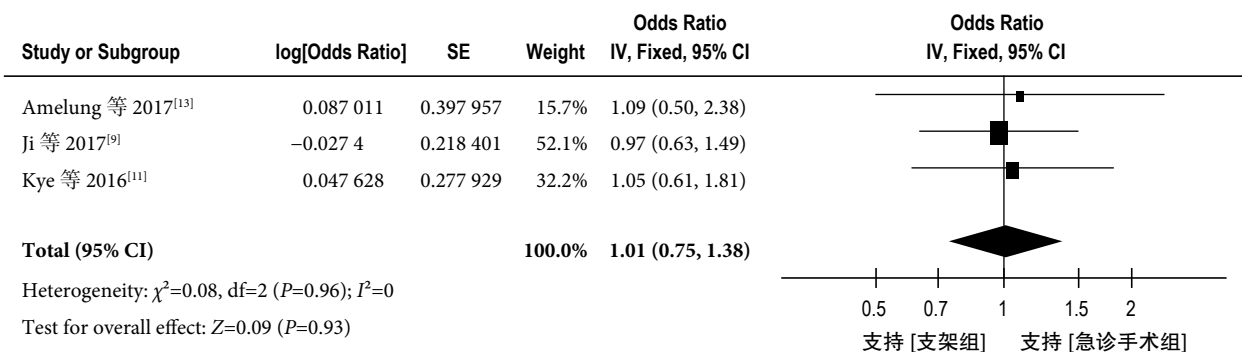 Odds Ratio Odds Ratio
Study or Subgroup log[Odds Ratio] SE Weight IV, Fixed, 95% CI IV, Fixed, 95% CI
Amelung 等 2017[13] 0.087 011 0.397 957 15.7% 1.09 (0.50, 2.38)
Ji 等 2017[9] −0.027 4 0.218 401 52.1% 0.97 (0.63, 1.49)
Kye 等 2016[11] 0.047 628 0.277 929 32.2% 1.05 (0.61, 1.81)
Total (95% CI) 100.0% 1.01 (0.75, 1.38)
Heterogeneity: χ²=0.08, df=2 (P=0.96); I²=0
Test for overall effect: Z=0.09 (P=0.93)
0.5 0.7 1 1.5 2
支持 [支架组] 支持 [急诊手术组]